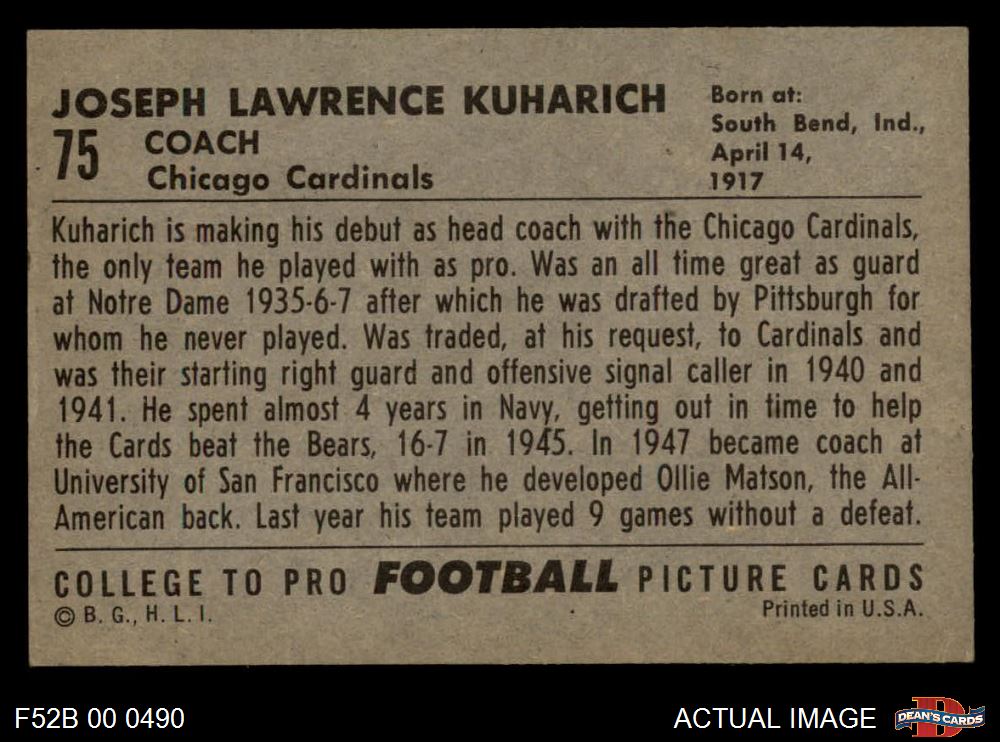 JOSEPH LAWRENCE KUHARICH
75 COACH
Chicago Cardinals
Born at:
South Bend, Ind.,
April 14,
1917
Kuharich is making his debut as head coach with the Chicago Cardinals,
the only team he played with as pro. Was an all time great as guard
at Notre Dame 1935-6-7 after which he was drafted by Pittsburgh for
whom he never played. Was traded, at his request, to Cardinals and
was their starting right guard and offensive signal caller in 1940 and
1941. He spent almost 4 years in Navy, getting out in time to help
the Cards beat the Bears, 16-7 in 1945. In 1947 became coach at
University of San Francisco where he developed Ollie Matson, the All-
American back. Last year his team played 9 games without a defeat.
COLLEGE TO PRO FOOTBALL PICTURE CARDS
© B. G., H. L. I.
Printed in U.S.A.
F52B 00 0490
ACTUAL IMAGE
D
DEAN'S CARDS